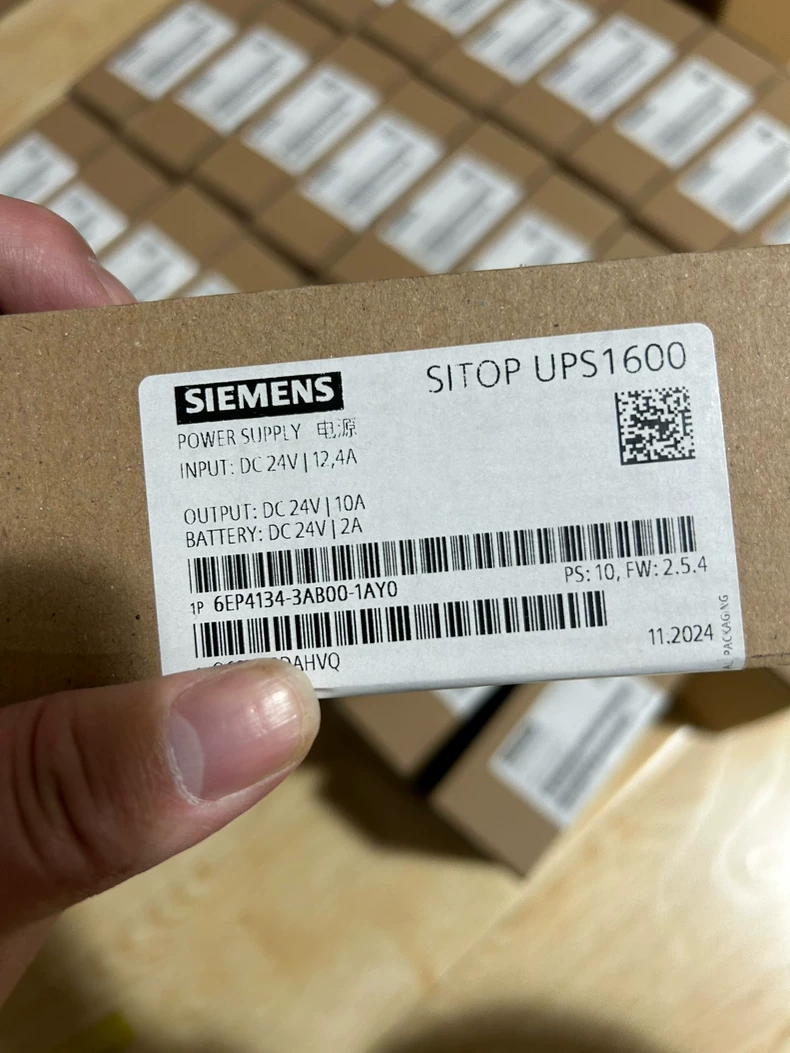 SIEMENS
SITOP UPS1600
POWER SUPPLY 电源
INPUT: DC 24V | 12,4A
OUTPUT: DC 24V | 10A
BATTERY: DC 24V | 2A
PS: 10, FW: 2.5.4
1P 6EP4134-3AB00-1AY0
11.2024
PACKAGING